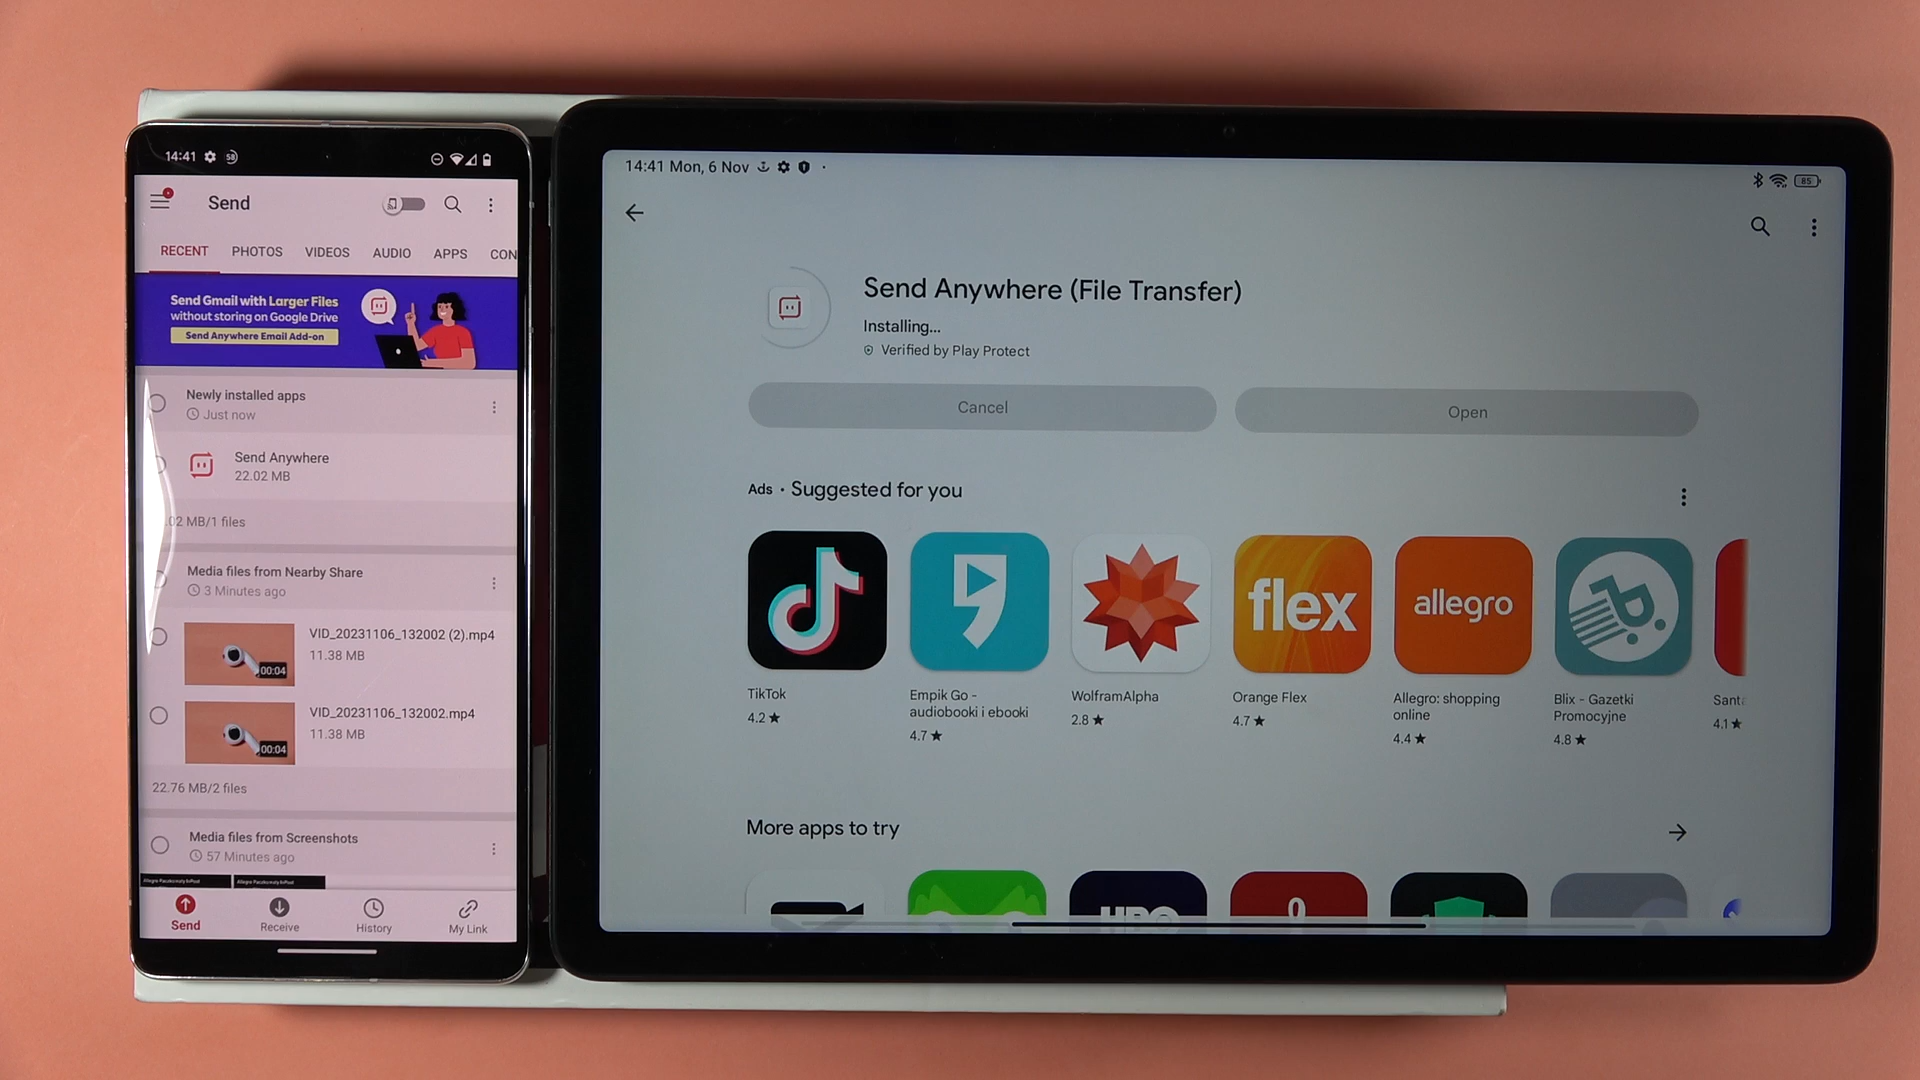 14:41
58
Send
RECENT PHOTOS VIDEOS AUDIO APPS CON
Send Gmail with Larger Files
without storing on Google Drive
Send Anywhere Email Add-on
Newly installed apps
Just now
Send Anywhere
22.02 MB
.02 MB/1 files
Media files from Nearby Share
3 Minutes ago
VID_20231106_132002 (2).mp4
11.38 MB
00:04
VID_20231106_132002.mp4
11.38 MB
00:04
22.76 MB/2 files
Media files from Screenshots
57 Minutes ago
Send Receive History My Link
14:41 Mon, 6 Nov
85
Send Anywhere (File Transfer)
Installing...
Verified by Play Protect
Cancel Open
Ads • Suggested for you
flex
allegro
TikTok
4.2 ★
Empik Go -
audiobooki i ebooki
4.7 ★
WolframAlpha
2.8 ★
Orange Flex
4.7 ★
Allegro: shopping
online
4.4 ★
Blix - Gazetki
Promocyjne
4.8 ★
Santa
4.1 ★
More apps to try
HBO